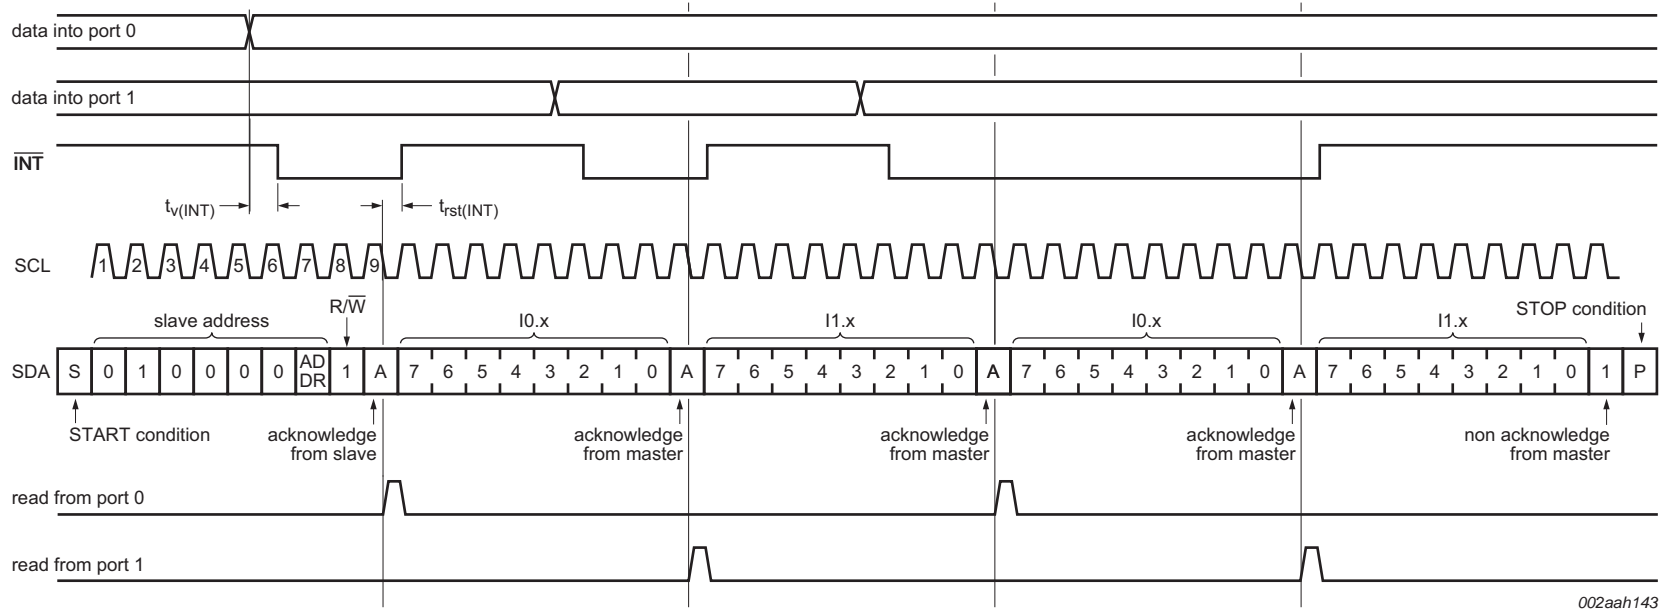 data into port 0
data into port 1
INT
tv(INT) trst(INT)
SCL 1 2 3 4 5 6 7 8 9
R/W STOP condition
slave address I0.x I1.x I0.x I1.x
SDA S 0 1 0 0 0 0 AD DR 1 A 7 6 5 4 3 2 1 0 A 7 6 5 4 3 2 1 0 A 7 6 5 4 3 2 1 0 A 7 6 5 4 3 2 1 0 1 P
START condition
acknowledge
from slave
acknowledge
from master
acknowledge
from master
acknowledge
from master
non acknowledge
from master
read from port 0
read from port 1
002aah143